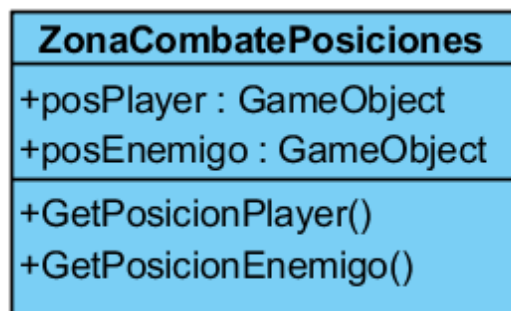 ZonaCombatePosiciones
+posPlayer : GameObject
+posEnemigo : GameObject
+GetPosicionPlayer()
+GetPosicionEnemigo()